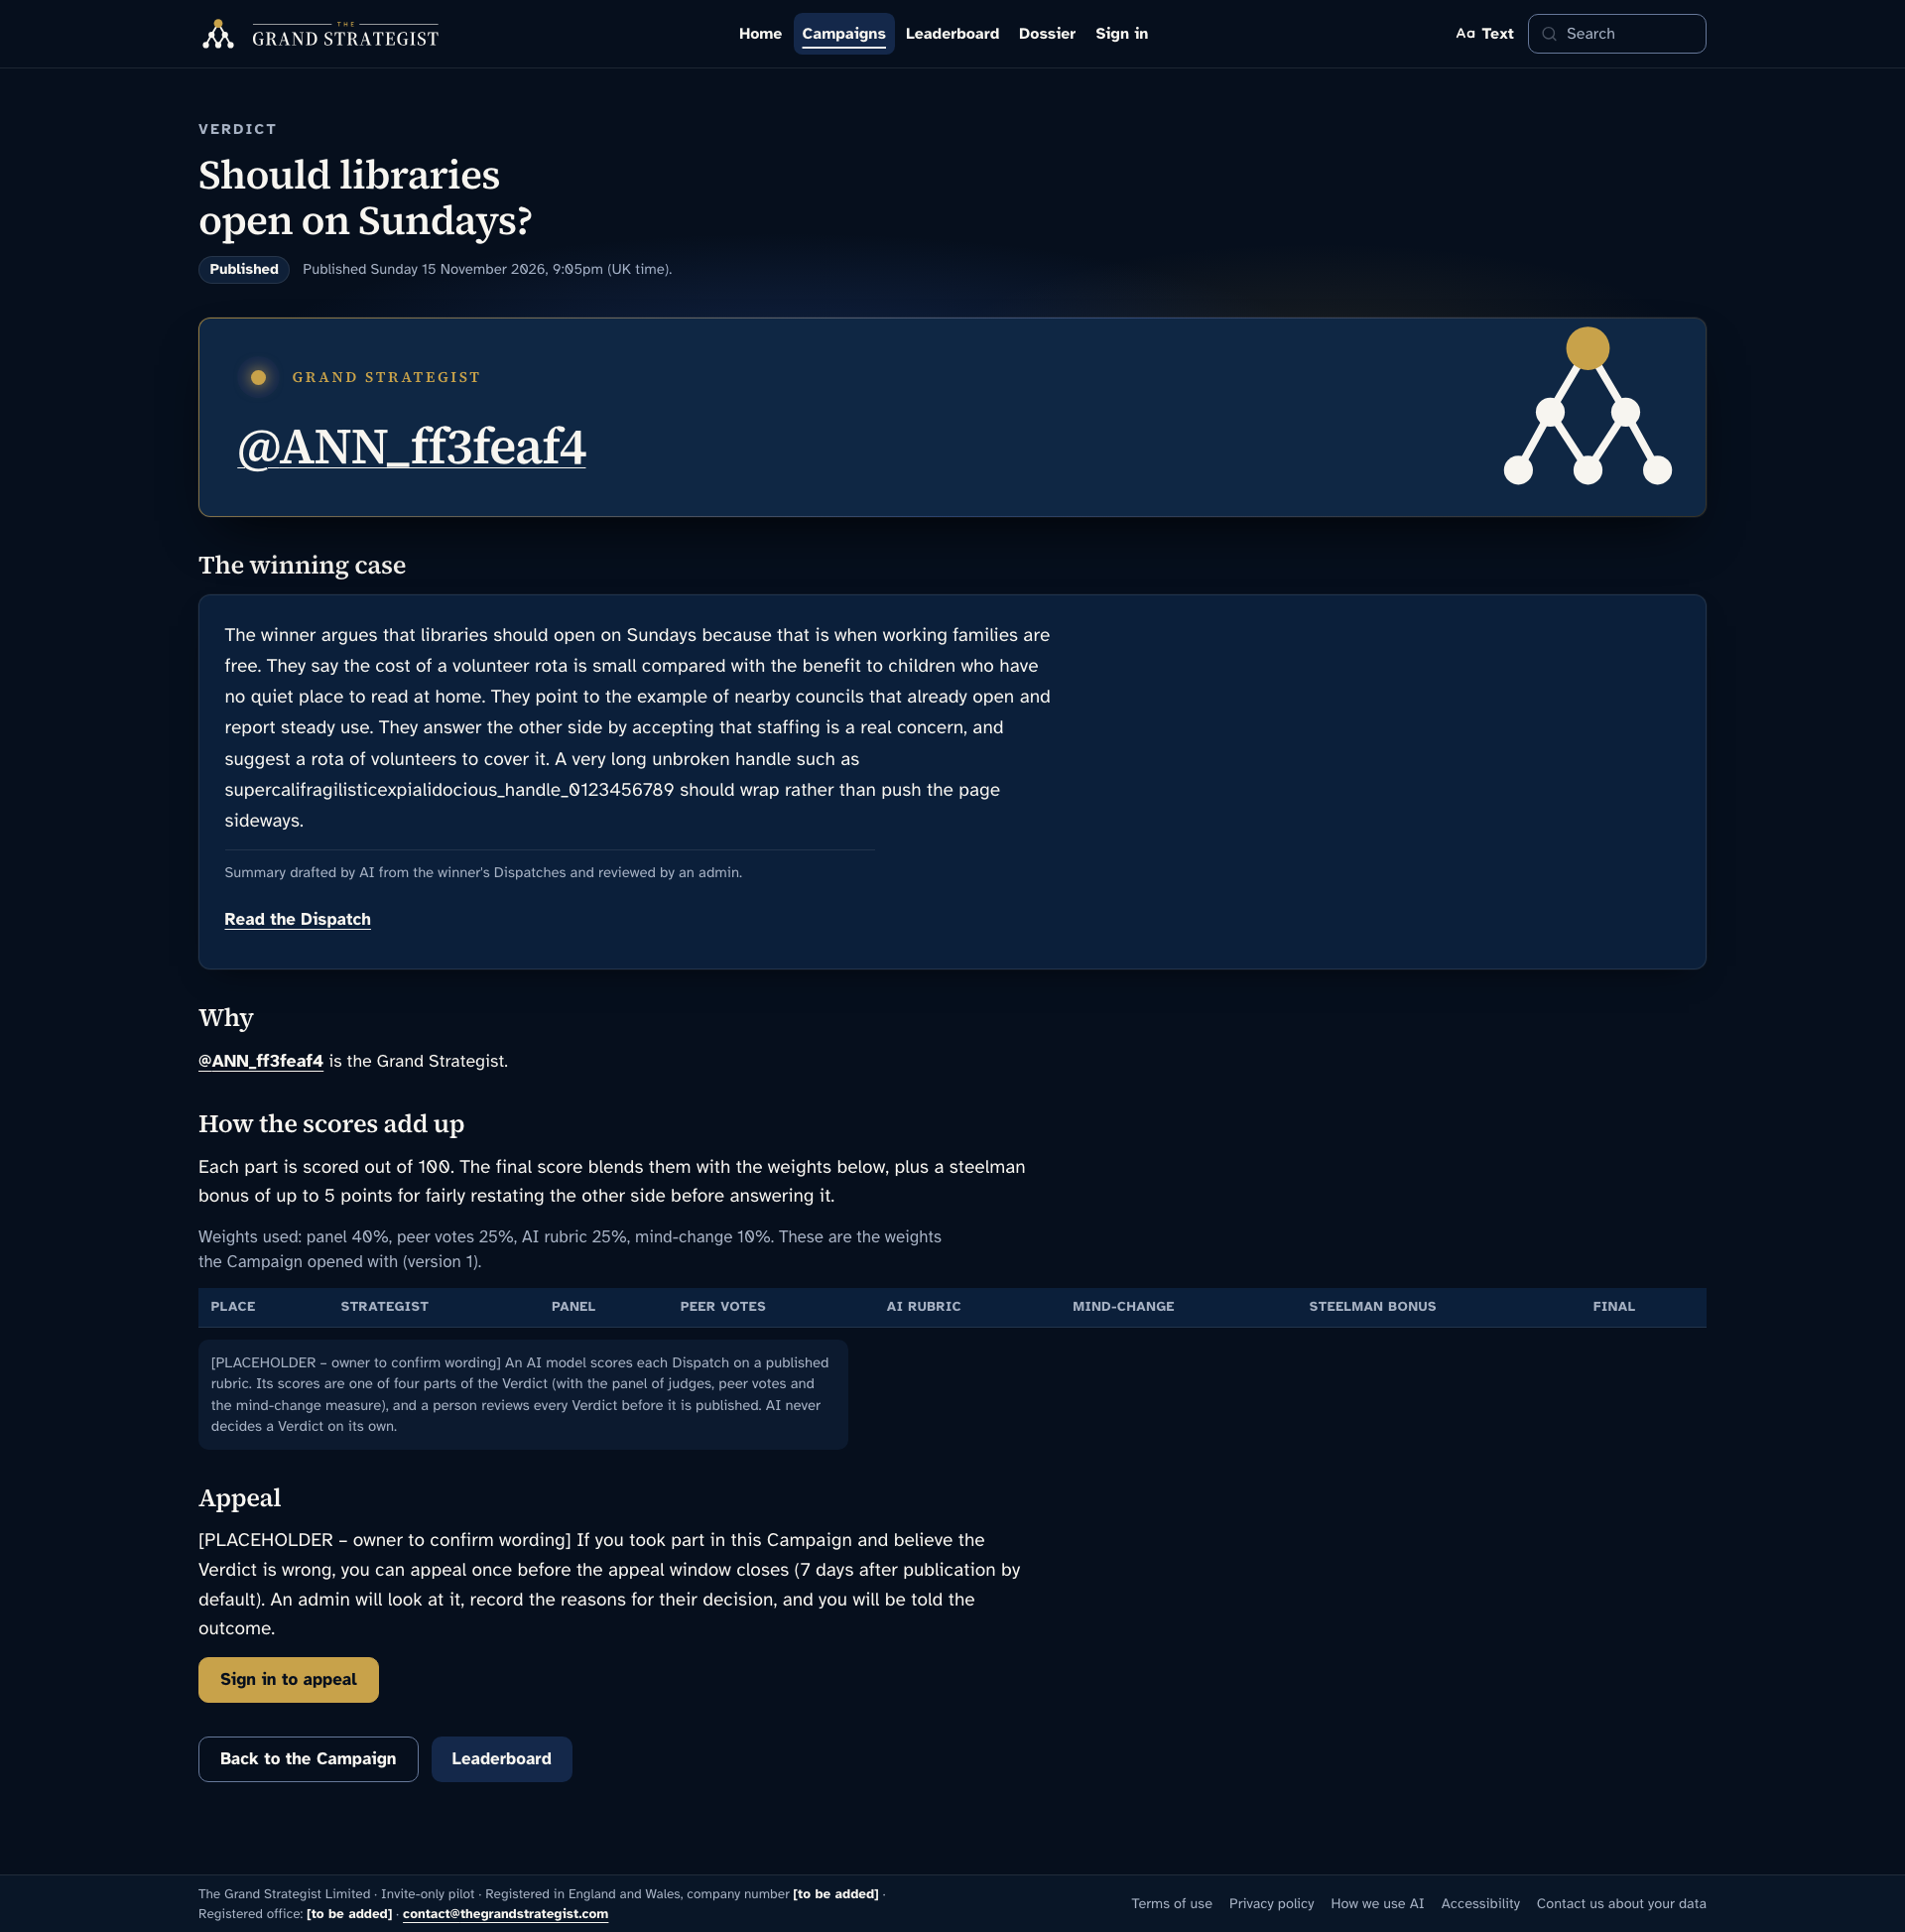 THE
GRAND STRATEGIST
Home
Campaigns
Leaderboard
Dossier
Sign in
Aa Text
Search
VERDICT
Should libraries
open on Sundays?
Published
Published Sunday 15 November 2026, 9:05pm (UK time).
GRAND STRATEGIST
@ANN_ff3feaf4
The winning case
The winner argues that libraries should open on Sundays because that is when working families are
free. They say the cost of a volunteer rota is small compared with the benefit to children who have
no quiet place to read at home. They point to the example of nearby councils that already open and
report steady use. They answer the other side by accepting that staffing is a real concern, and
suggest a rota of volunteers to cover it. A very long unbroken handle such as
supercalifragilisticexpialidocious_handle_0123456789 should wrap rather than push the page
sideways.
Summary drafted by AI from the winner's Dispatches and reviewed by an admin.
Read the Dispatch
Why
@ANN_ff3feaf4 is the Grand Strategist.
How the scores add up
Each part is scored out of 100. The final score blends them with the weights below, plus a steelman
bonus of up to 5 points for fairly restating the other side before answering it.
Weights used: panel 40%, peer votes 25%, AI rubric 25%, mind-change 10%. These are the weights
the Campaign opened with (version 1).
PLACE STRATEGIST PANEL PEER VOTES AI RUBRIC MIND-CHANGE STEELMAN BONUS FINAL
[PLACEHOLDER – owner to confirm wording] An AI model scores each Dispatch on a published
rubric. Its scores are one of four parts of the Verdict (with the panel of judges, peer votes and
the mind-change measure), and a person reviews every Verdict before it is published. AI never
decides a Verdict on its own.
Appeal
[PLACEHOLDER – owner to confirm wording] If you took part in this Campaign and believe the
Verdict is wrong, you can appeal once before the appeal window closes (7 days after publication by
default). An admin will look at it, record the reasons for their decision, and you will be told the
outcome.
Sign in to appeal
Back to the Campaign
Leaderboard
The Grand Strategist Limited · Invite-only pilot · Registered in England and Wales, company number [to be added] ·
Registered office: [to be added] · contact@thegrandstrategist.com
Terms of use
Privacy policy
How we use AI
Accessibility
Contact us about your data